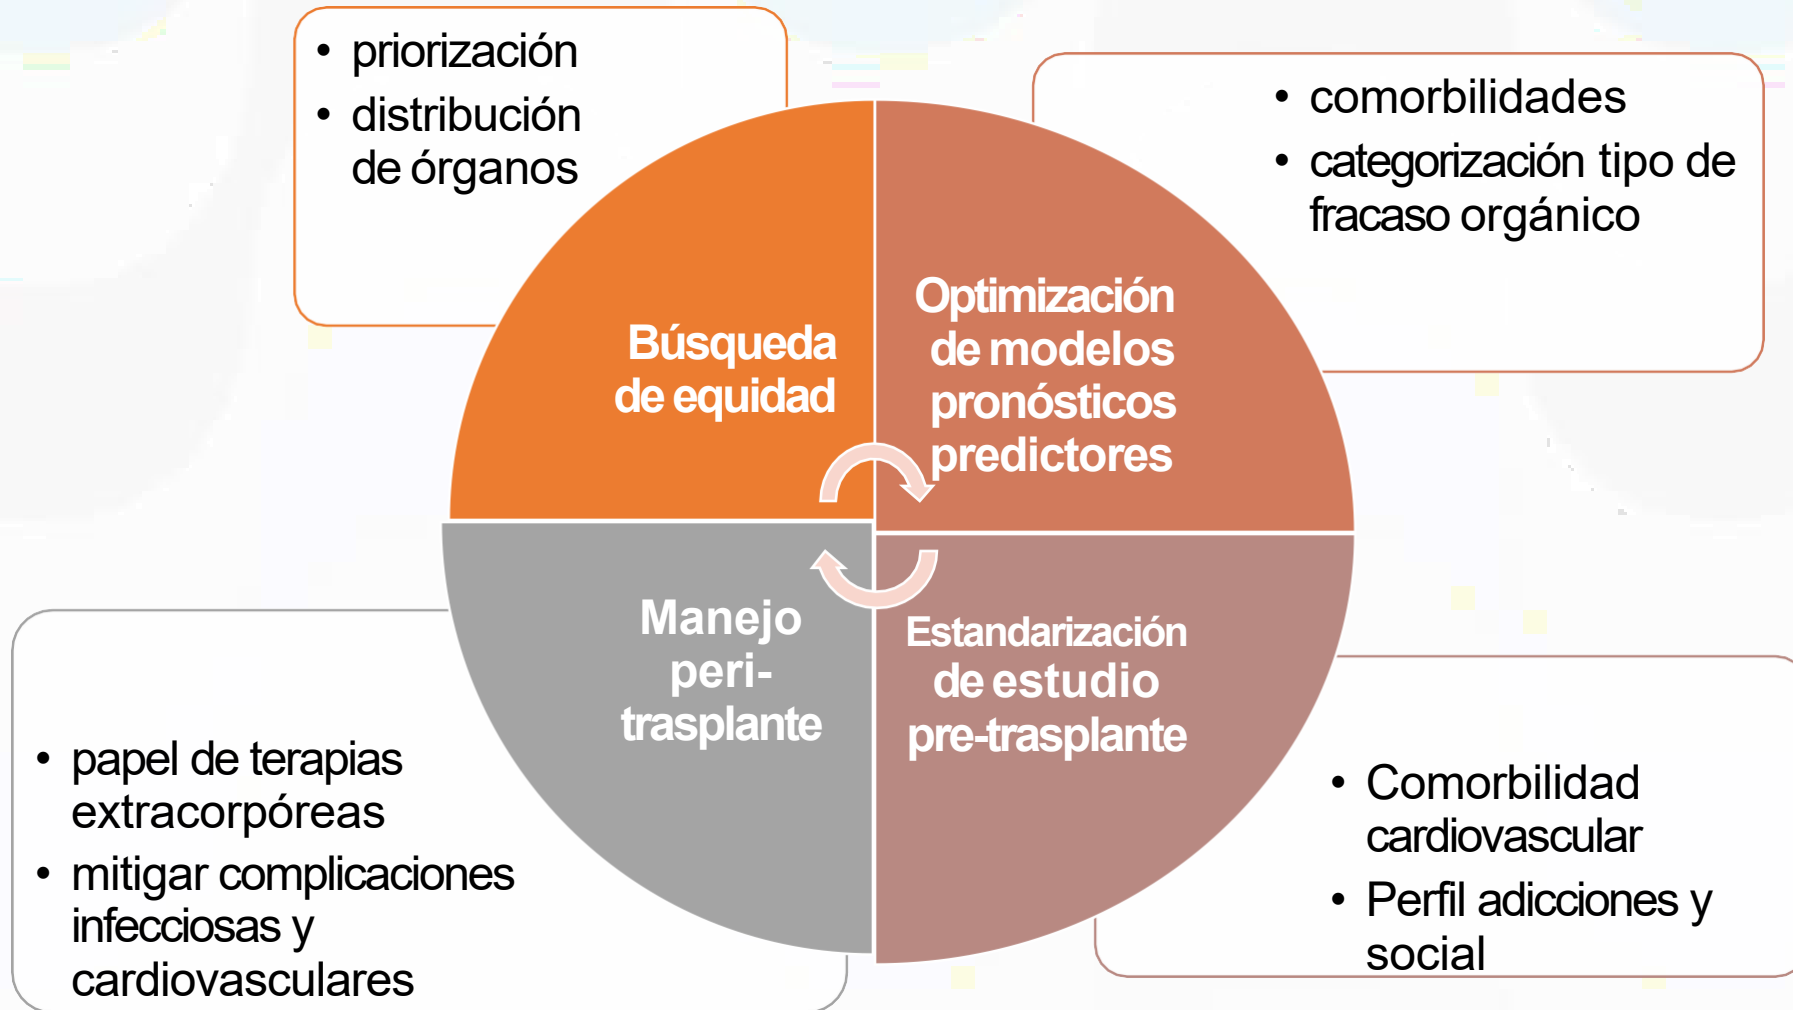 • priorización
• distribución
de órganos
• comorbilidades
• categorización tipo de
fracaso orgánico
Búsqueda
de equidad
Optimización
de modelos
pronósticos
predictores
Manejo
peri-
trasplante
Estandarización
de estudio
pre-trasplante
• papel de terapias
extracorpóreas
• mitigar complicaciones
infecciosas y
cardiovasculares
• Comorbilidad
cardiovascular
• Perfil adicciones y
social